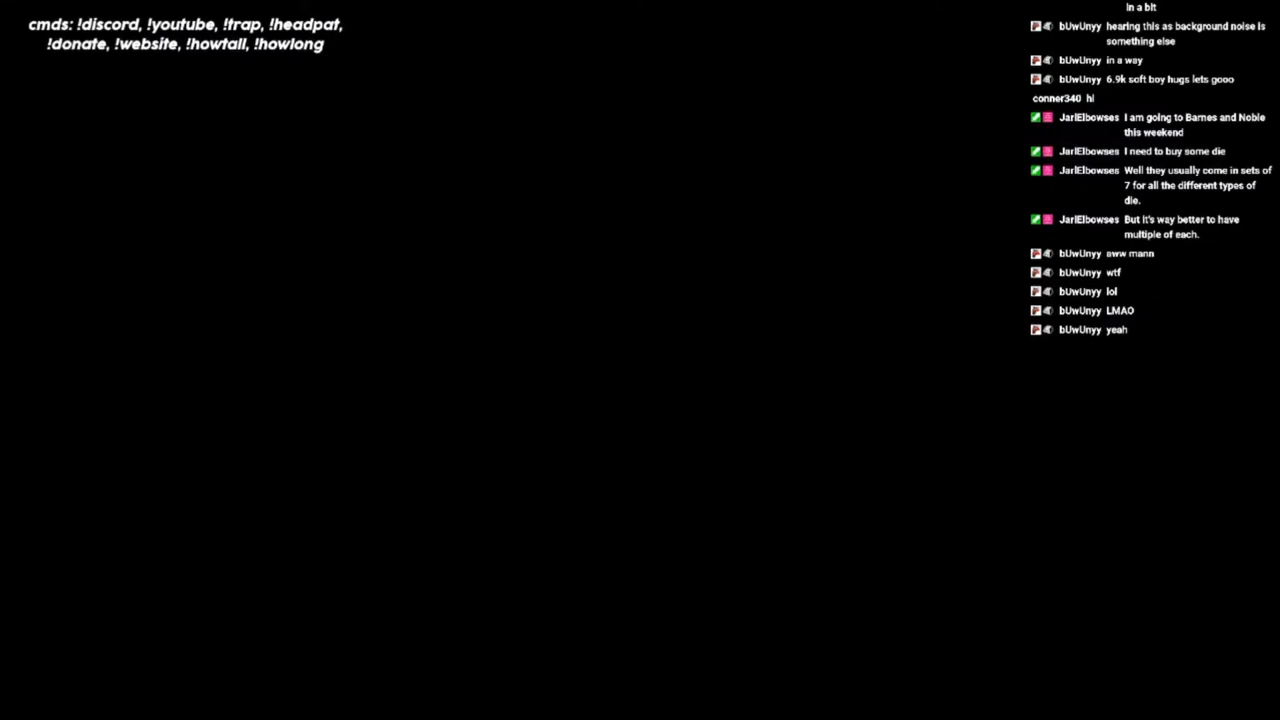 cmds: !discord, !youtube, !trap, !headpat,
!donate, !website, !howtall, !howlong
in a bit
bUwUnyy hearing this as background noise is
something else
bUwUnyy in a way
bUwUnyy 6.9k soft boy hugs lets gooo
conner340 hi
JarlElbowses I am going to Barnes and Noble
this weekend
JarlElbowses I need to buy some die
JarlElbowses Well they usually come in sets of
7 for all the different types of
die.
JarlElbowses But it's way better to have
multiple of each.
bUwUnyy aww mann
bUwUnyy wtf
bUwUnyy lol
bUwUnyy LMAO
bUwUnyy yeah